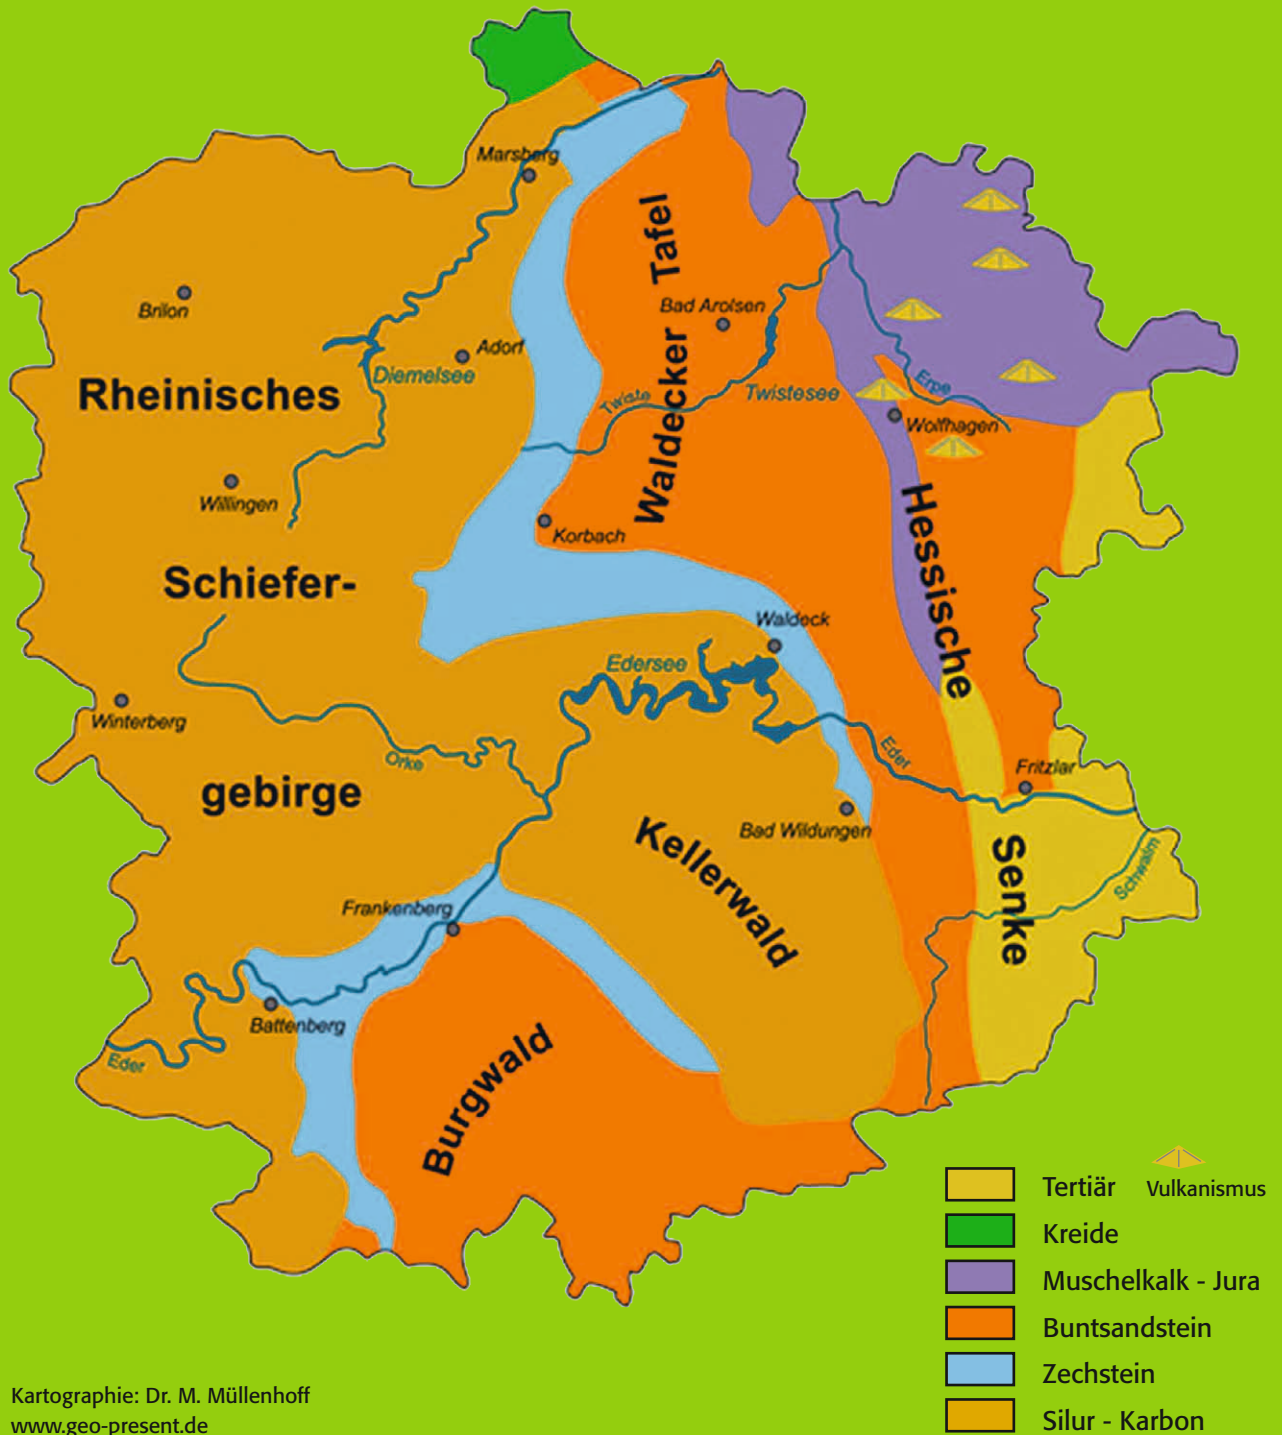 Marsberg
Brilon
Adorf
Diemelsee
Rheinisches
Willingen
Schiefer-
Winterberg
Orke
gebirge
Waldecker Tafel
Bad Arolsen
Twiste
Twistesee
Korbach
Erpe
Wolfhagen
Hessische
Senke
Waldeck
Edersee
Eder
Fritzlar
Bad Wildungen
Schwalm
Kellerwald
Frankenberg
Battenberg
Eder
Burgwald
Tertiär
Vulkanismus
Kreide
Muschelkalk - Jura
Buntsandstein
Zechstein
Silur - Karbon
Kartographie: Dr. M. Müllenhoff
www.geo-present.de